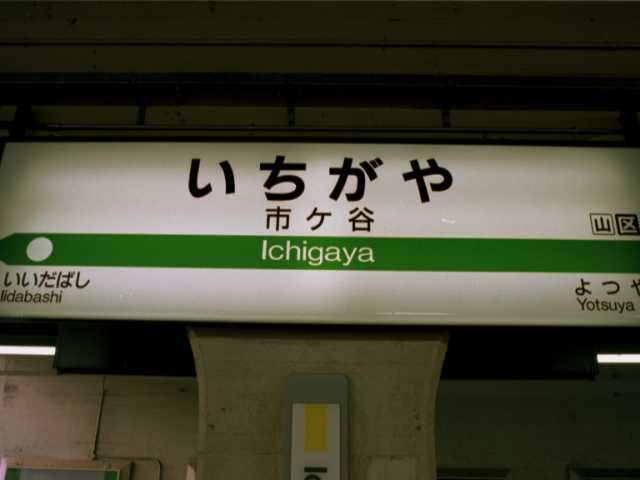 いちがや
市ケ谷
山区
Ichigaya
いいだばし
Iidabashi
よつや
Yotsuya